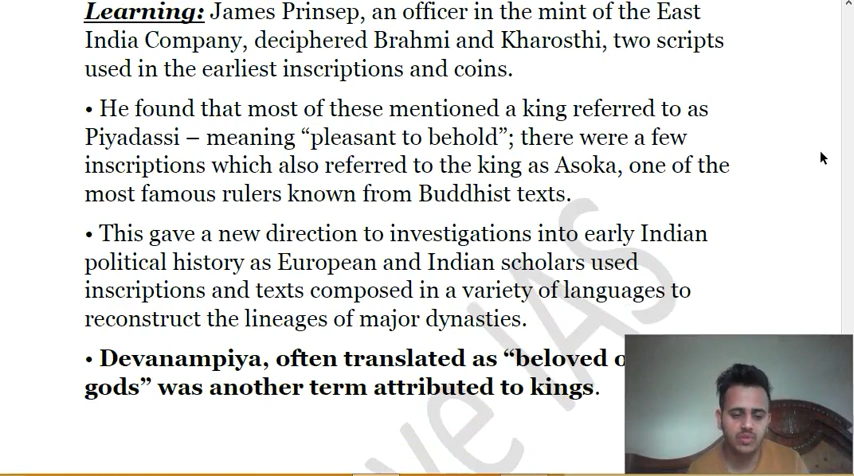 Learning: James Prinsep, an officer in the mint of the East
India Company, deciphered Brahmi and Kharosthi, two scripts
used in the earliest inscriptions and coins.
• He found that most of these mentioned a king referred to as
Piyadassi – meaning “pleasant to behold”; there were a few
inscriptions which also referred to the king as Asoka, one of the
most famous rulers known from Buddhist texts.
• This gave a new direction to investigations into early Indian
political history as European and Indian scholars used
inscriptions and texts composed in a variety of languages to
reconstruct the lineages of major dynasties.
• Devanampiya, often translated as “beloved
gods” was another term attributed to kings.
IAS